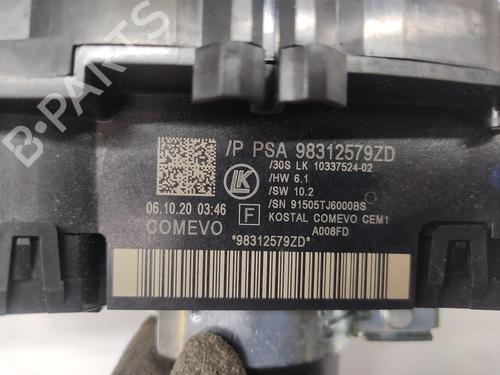 /P PSA 98312579ZD
/30S LK 10337524-02
/HW 6.1
/SW 10.2
/SN 91505TJ6000BS
KOSTAL COMEVO CEM1
A008FD
LK
F
06.10.20 03:46
COMEVO
*98312579ZD*
B-PARTS